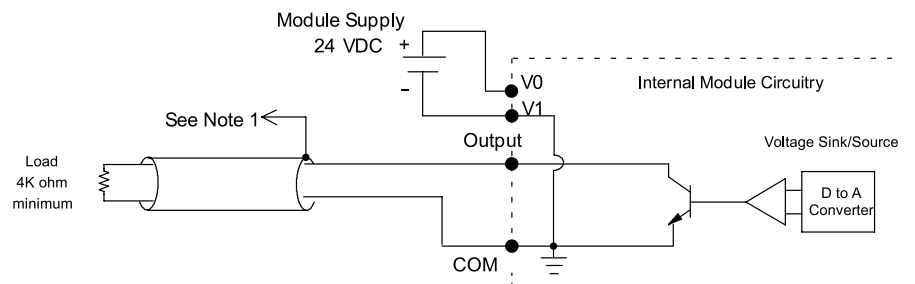 Module Supply
24 VDC
+
−
V0
V1
Internal Module Circuitry
See Note 1
Output
Voltage Sink/Source
Load
4K ohm
minimum
D to A
Converter
COM